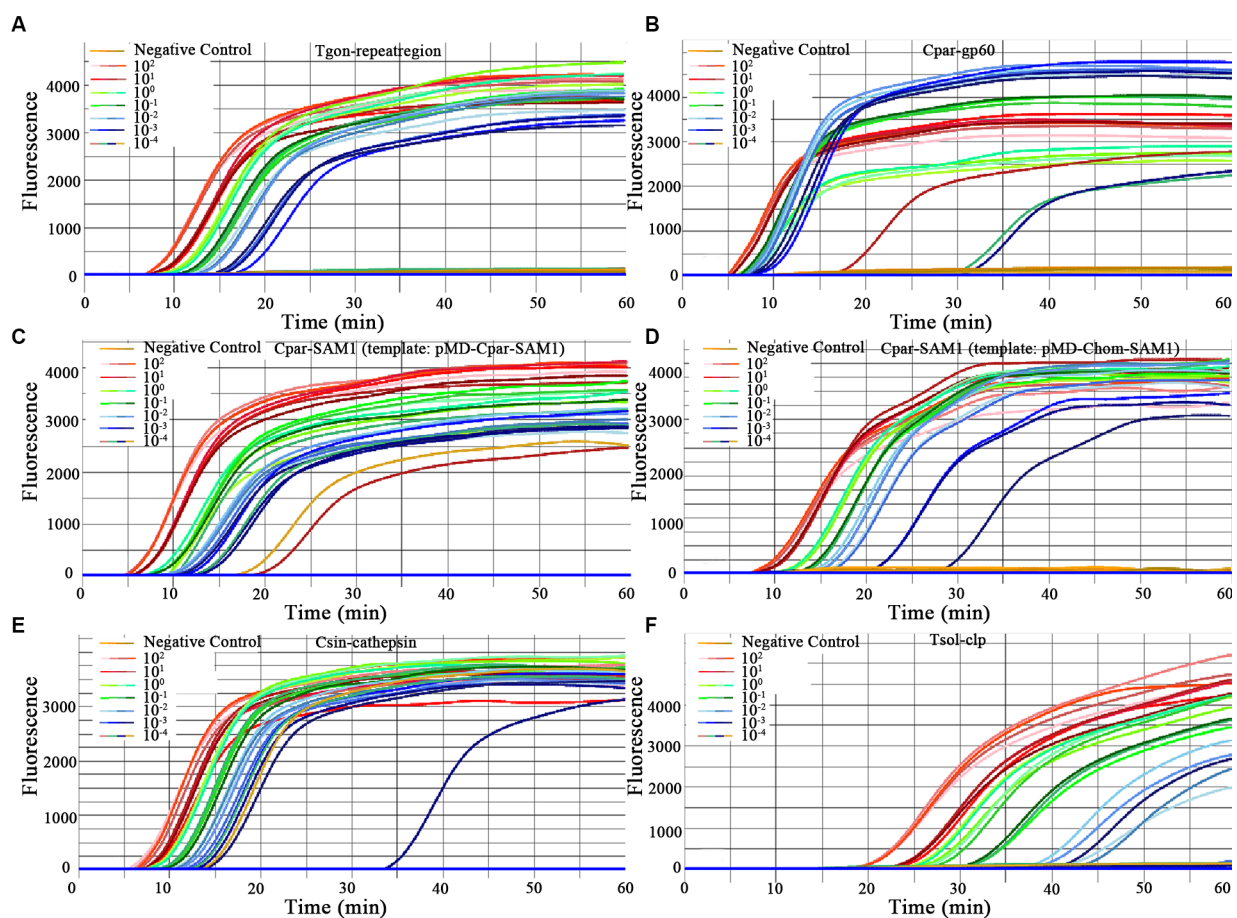 A
Tgon-repeatregion
Negative Control
10²
10¹
10⁰
10⁻¹
10⁻²
10⁻³
10⁻⁴
Fluorescence
4000
3000
2000
1000
0
0 10 20 30 40 50 60
Time (min)
B
Cpar-gp60
Negative Control
10²
10¹
10⁰
10⁻¹
10⁻²
10⁻³
10⁻⁴
Fluorescence
4000
3000
2000
1000
0
0 10 20 30 40 50 60
Time (min)
C
Cpar-SAM1 (template: pMD-Cpar-SAM1)
Negative Control
10²
10¹
10⁰
10⁻¹
10⁻²
10⁻³
10⁻⁴
Fluorescence
4000
3000
2000
1000
0
0 10 20 30 40 50 60
Time (min)
D
Cpar-SAM1 (template: pMD-Chom-SAM1)
Negative Control
10²
10¹
10⁰
10⁻¹
10⁻²
10⁻³
10⁻⁴
Fluorescence
4000
3000
2000
1000
0
0 10 20 30 40 50 60
Time (min)
E
Csin-cathepsin
Negative Control
10²
10¹
10⁰
10⁻¹
10⁻²
10⁻³
10⁻⁴
Fluorescence
4000
3000
2000
1000
0
0 10 20 30 40 50 60
Time (min)
F
Tsol-clp
Negative Control
10²
10¹
10⁰
10⁻¹
10⁻²
10⁻³
10⁻⁴
Fluorescence
4000
3000
2000
1000
0
0 10 20 30 40 50 60
Time (min)